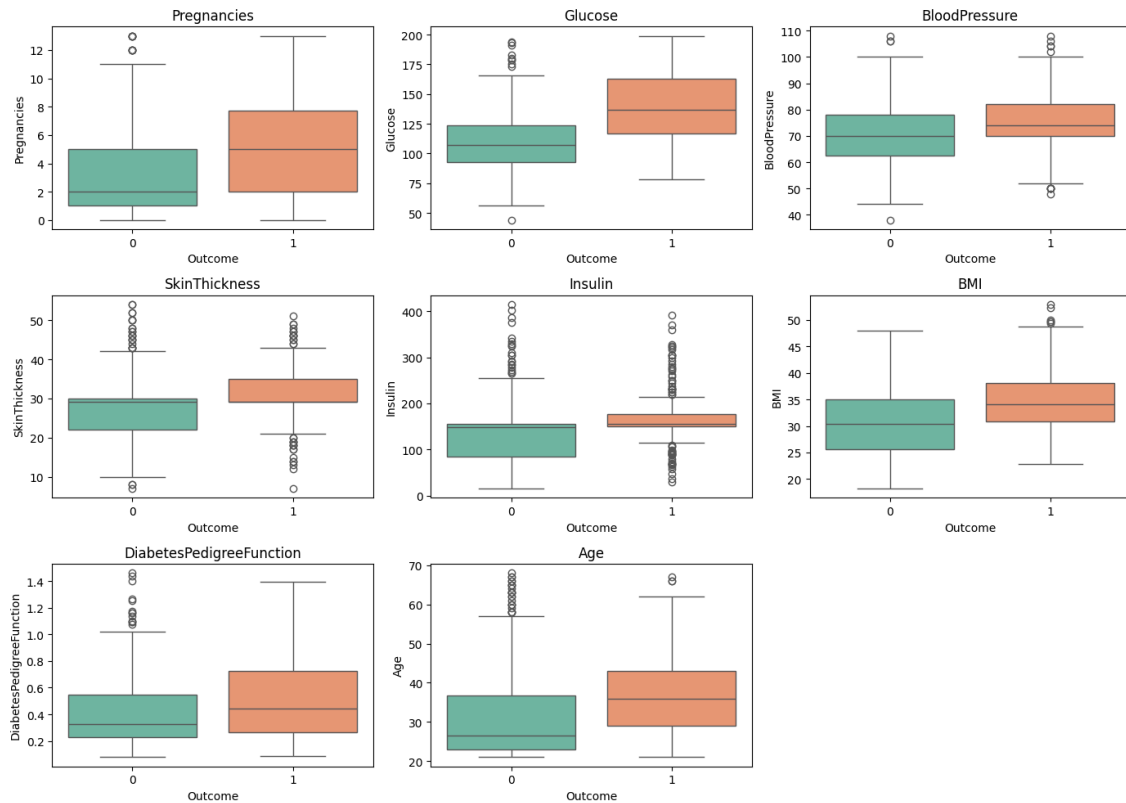 Pregnancies
12
10
8
6
4
2
0
Pregnancies
0 1
Outcome
Glucose
200
175
150
125
100
75
50
Glucose
0 1
Outcome
BloodPressure
110
100
90
80
70
60
50
40
BloodPressure
0 1
Outcome
SkinThickness
50
40
30
20
10
SkinThickness
0 1
Outcome
Insulin
400
300
200
100
0
Insulin
0 1
Outcome
BMI
50
45
40
35
30
25
20
BMI
0 1
Outcome
DiabetesPedigreeFunction
1.4
1.2
1.0
0.8
0.6
0.4
0.2
DiabetesPedigreeFunction
0 1
Outcome
Age
70
60
50
40
30
20
Age
0 1
Outcome